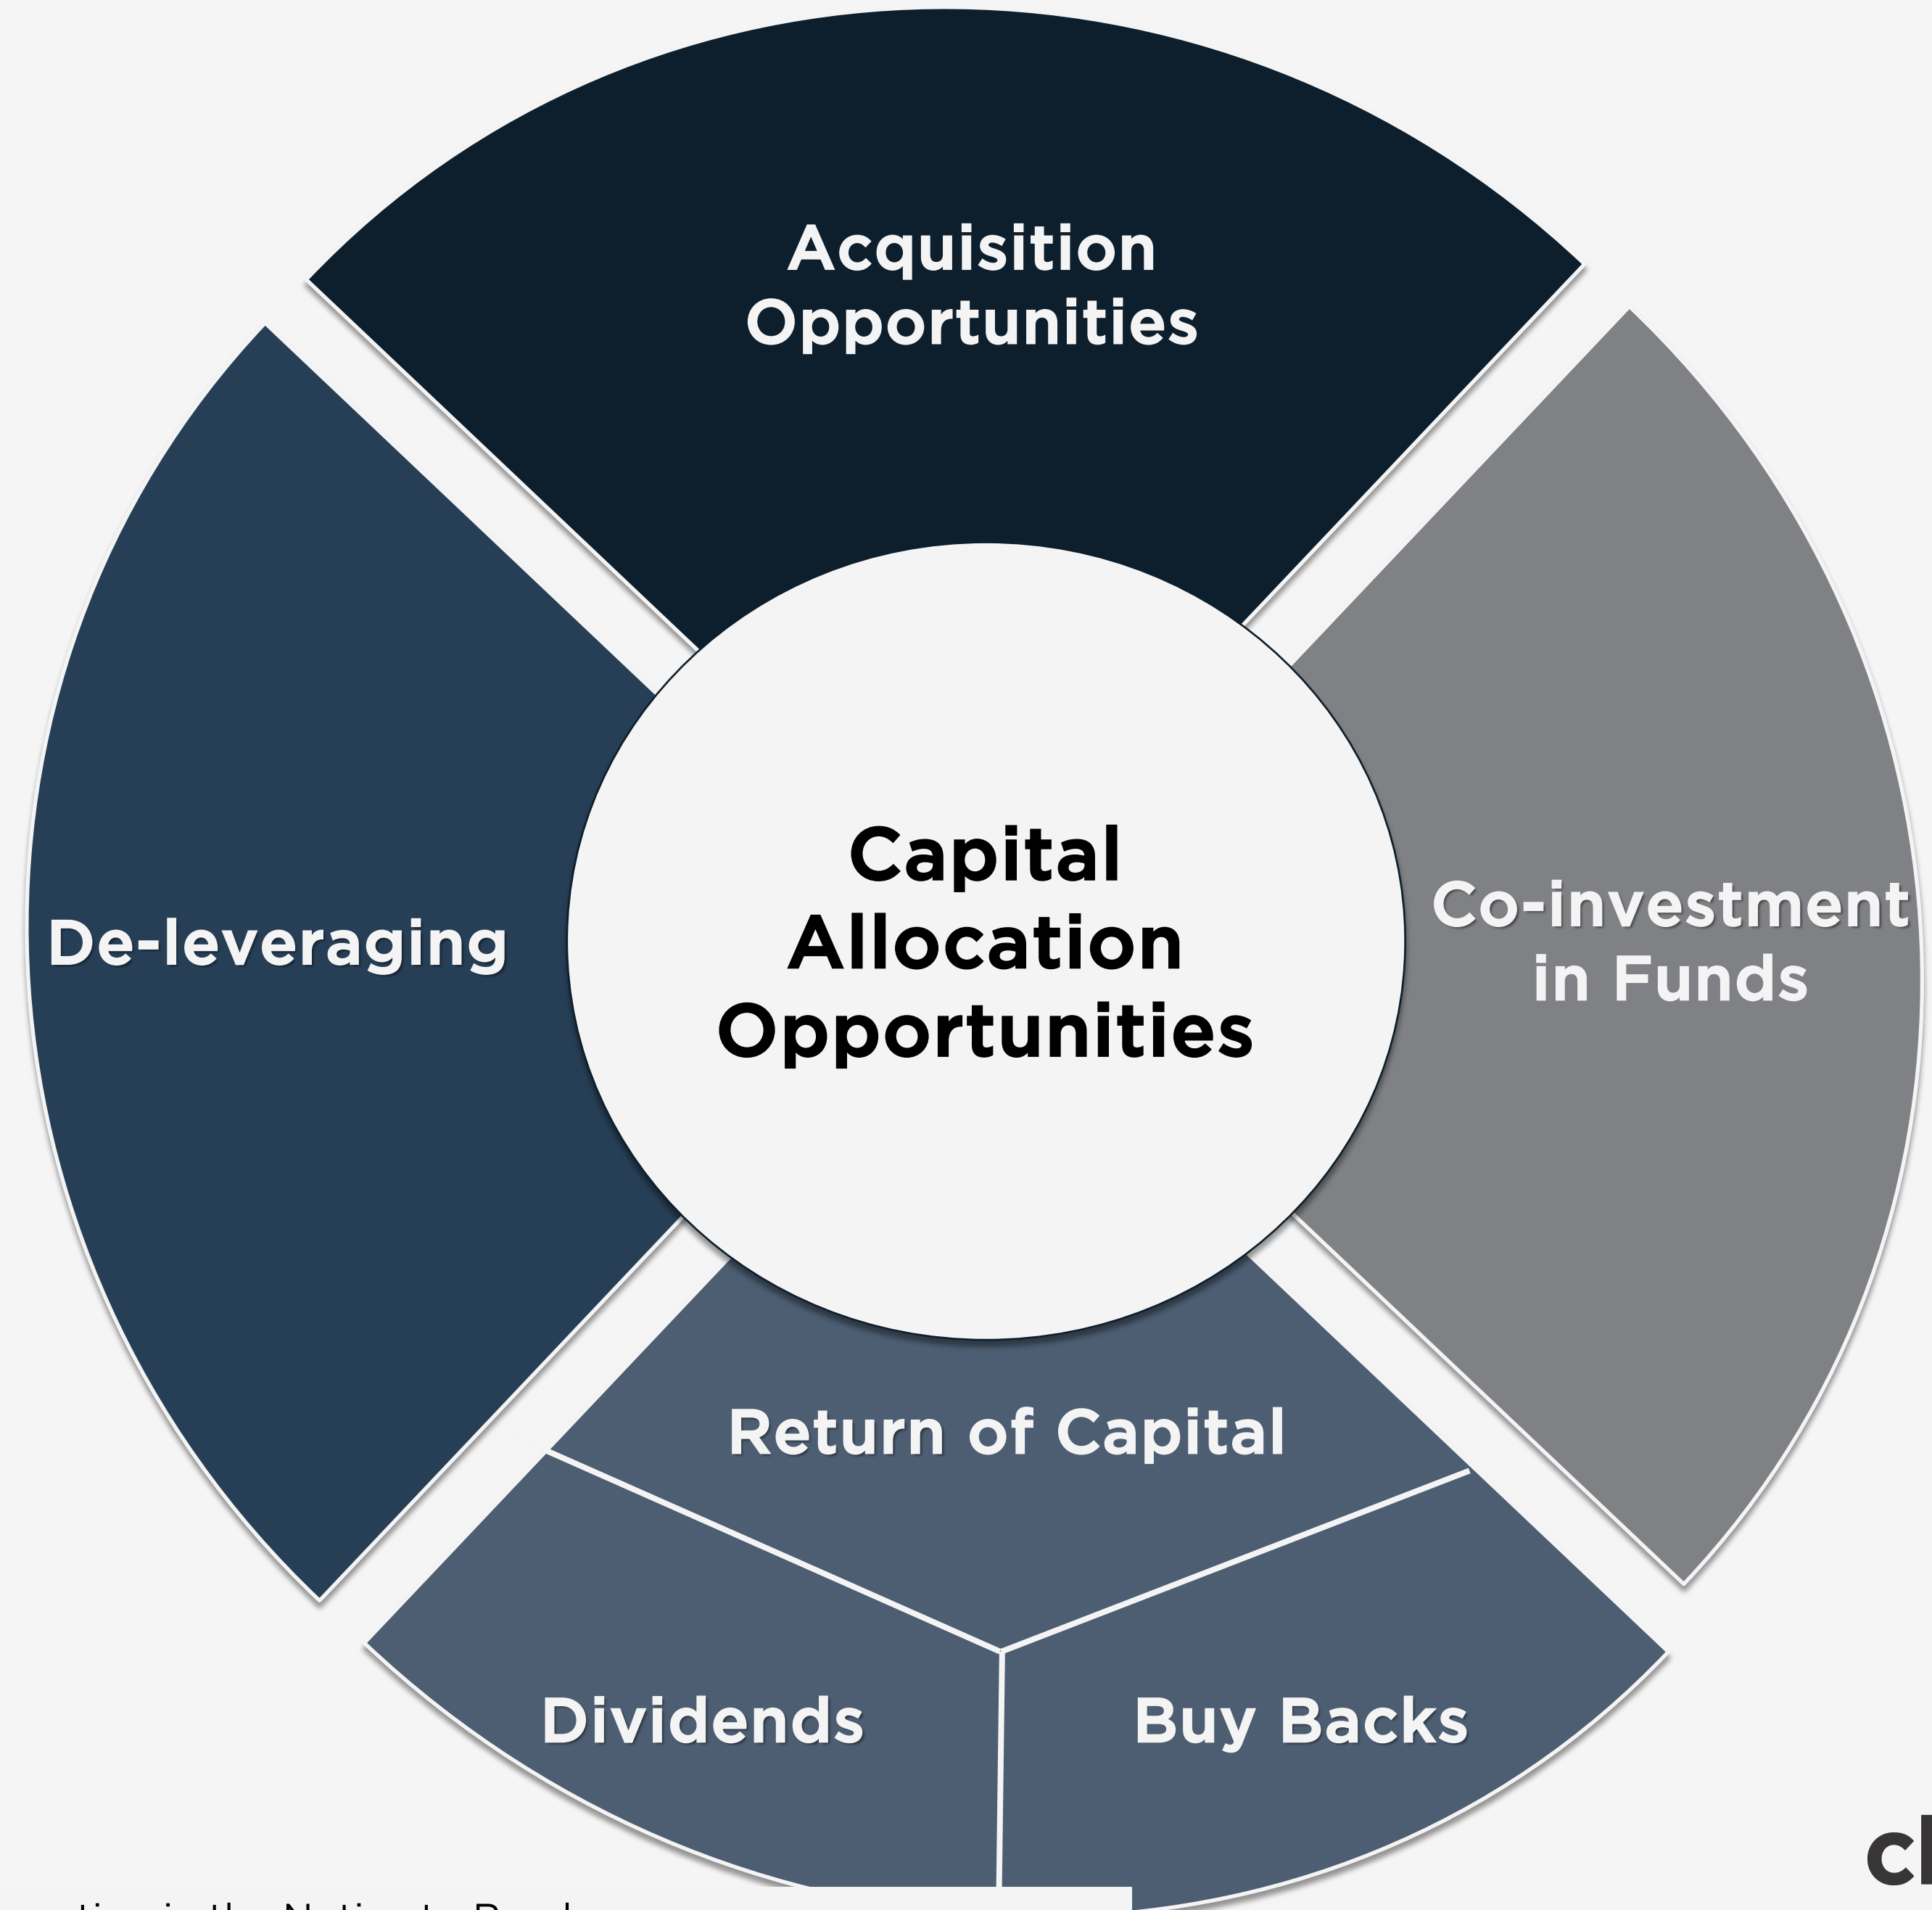 Acquisition
Opportunities
De-leveraging
Capital
Allocation
Opportunities
Co-investment
in Funds
Return of Capital
Dividends
Buy Backs